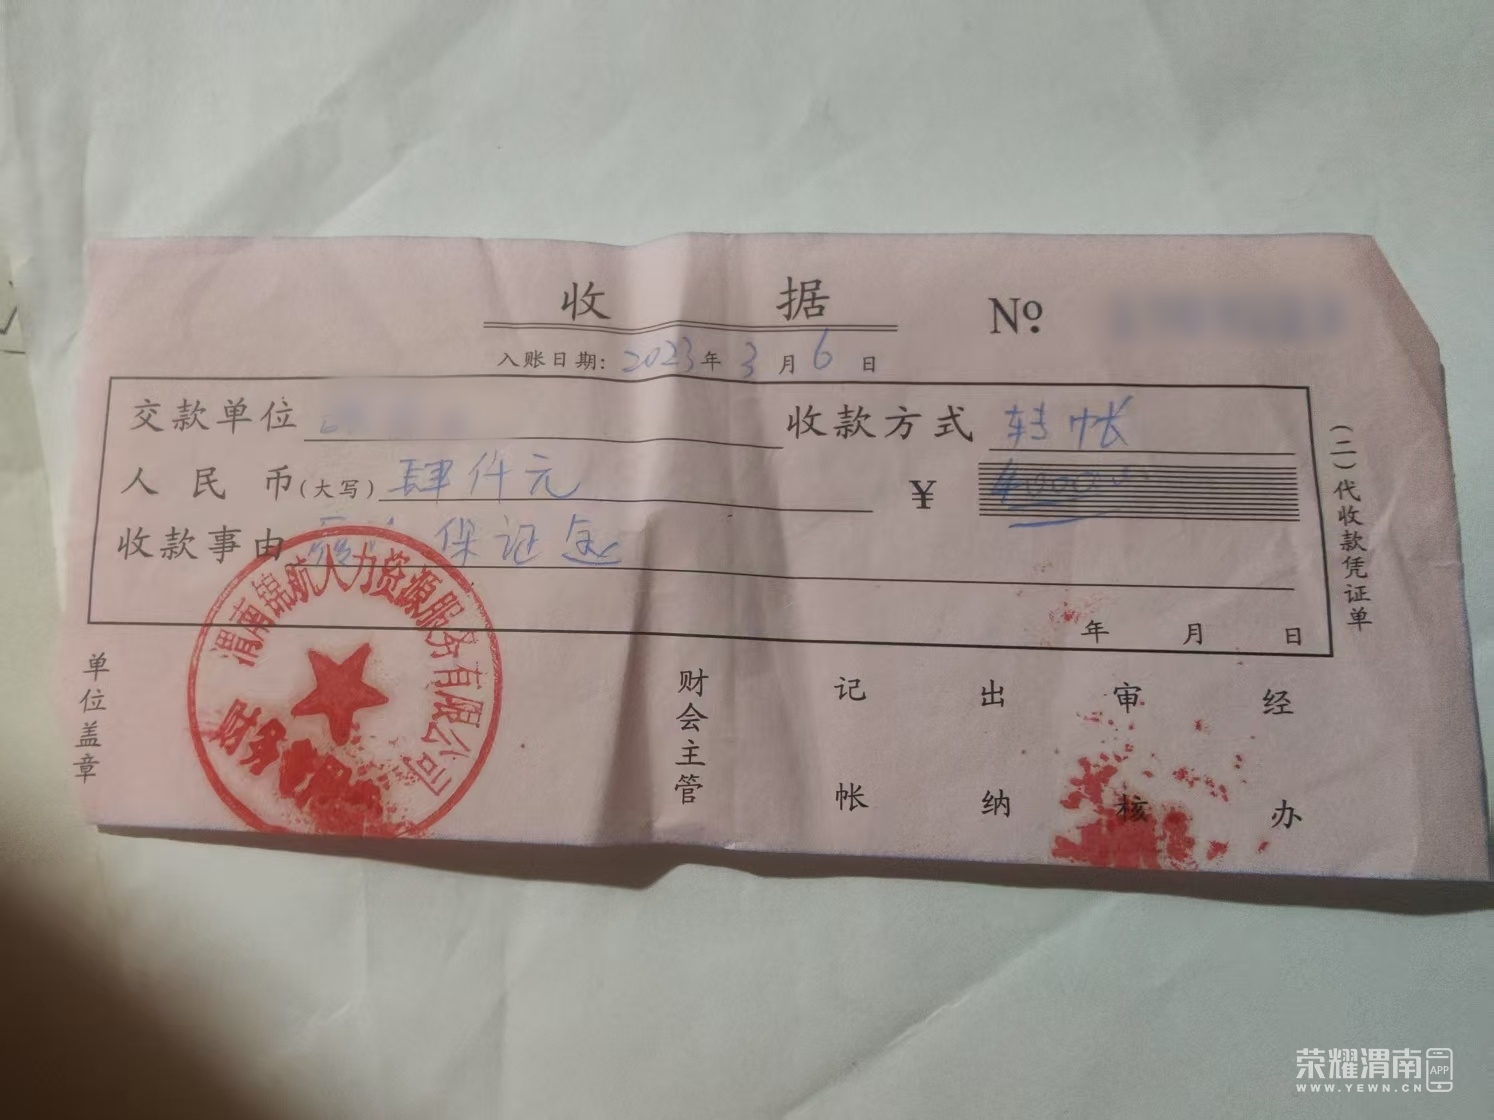 收 据 No.
入账日期: 2023年 3月 6日
交款单位 收款方式 转帐
人民币(大写) 肆仟元 ¥ 4000
收款事由 保证金
年 月 日
(二)代收款凭证单
单位盖章 财会主管 记帐 出纳 审核 经办
渭南锦航人力资源服务有限公司
财务专用
荣耀渭南 APP
WWW.YEWN.CN